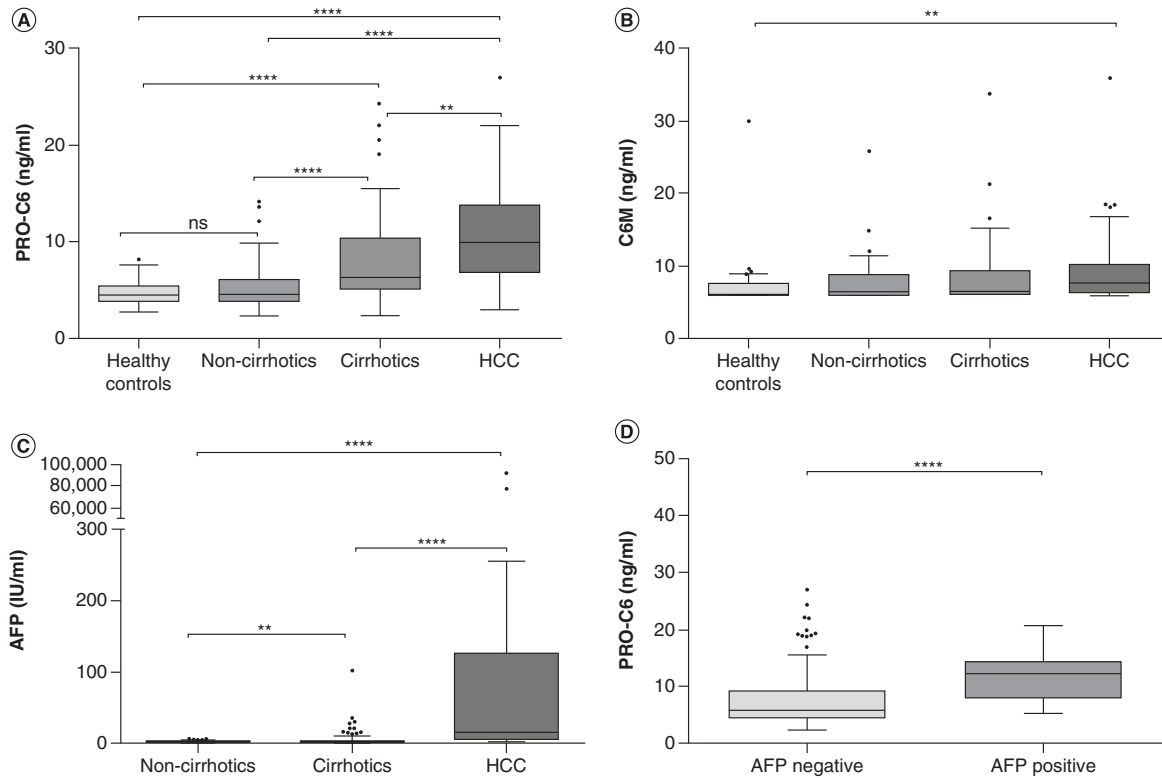 A
****
****
****
**
****
ns
PRO-C6 (ng/ml)
30
20
10
0
Healthy
controls
Non-cirrhotics
Cirrhotics
HCC
B
**
C6M (ng/ml)
40
30
20
10
0
Healthy
controls
Non-cirrhotics
Cirrhotics
HCC
C
****
****
**
AFP (IU/ml)
100,000
80,000
60,000
300
200
100
0
Non-cirrhotics
Cirrhotics
HCC
D
****
PRO-C6 (ng/ml)
50
40
30
20
10
0
AFP negative
AFP positive